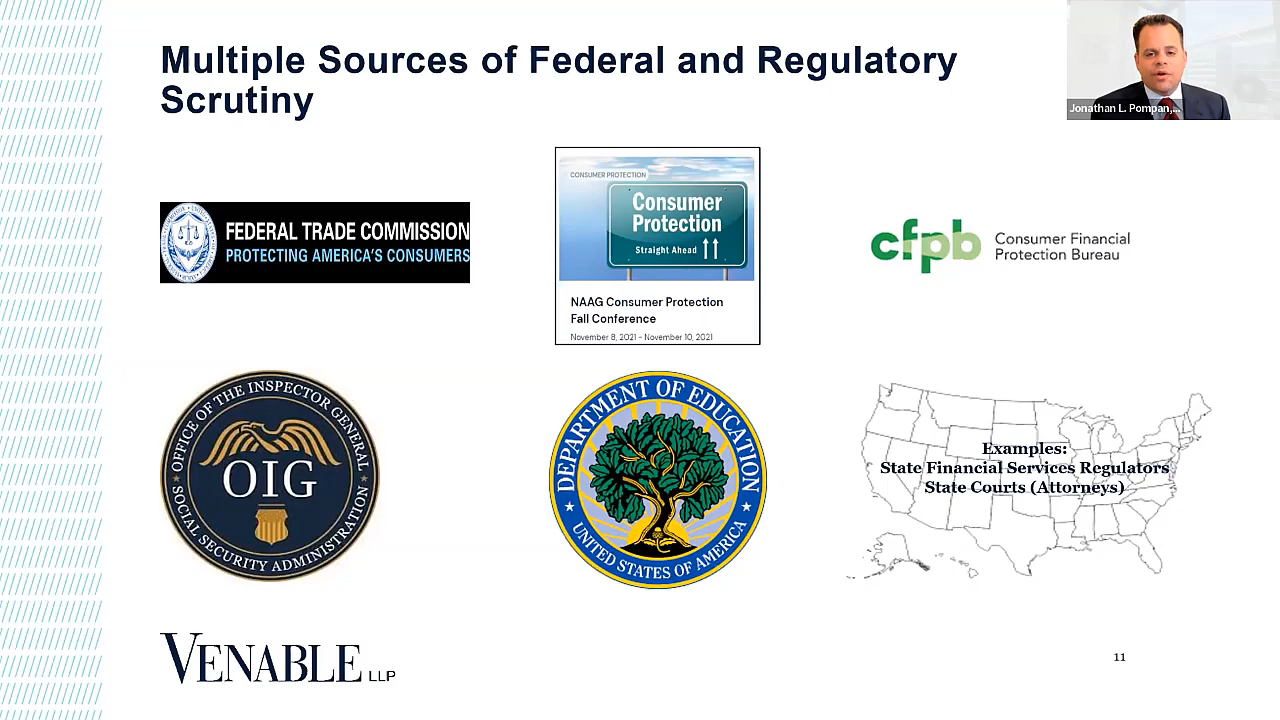 Multiple Sources of Federal and Regulatory
Scrutiny
Jonathan L. Pompan,...
FEDERAL TRADE COMMISSION
PROTECTING AMERICA'S CONSUMERS
CONSUMER PROTECTION
Consumer
Protection
Straight Ahead
NAAG Consumer Protection
Fall Conference
November 8, 2021 - November 10, 2021
cfpb
Consumer Financial
Protection Bureau
OFFICE OF THE INSPECTOR GENERAL
OIG
SOCIAL SECURITY ADMINISTRATION
DEPARTMENT OF EDUCATION
UNITED STATES OF AMERICA
Examples:
State Financial Services Regulators
State Courts (Attorneys)
VENABLE LLP
11